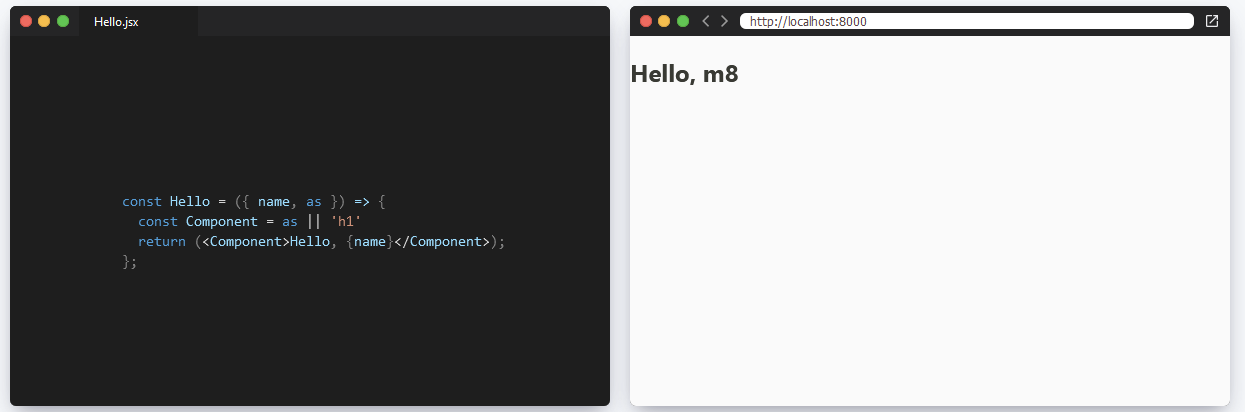 Hello.jsx
const Hello = ({ name, as }) => {
  const Component = as || 'h1'
  return (<Component>Hello, {name}</Component>);
};
http://localhost:8000
Hello, m8